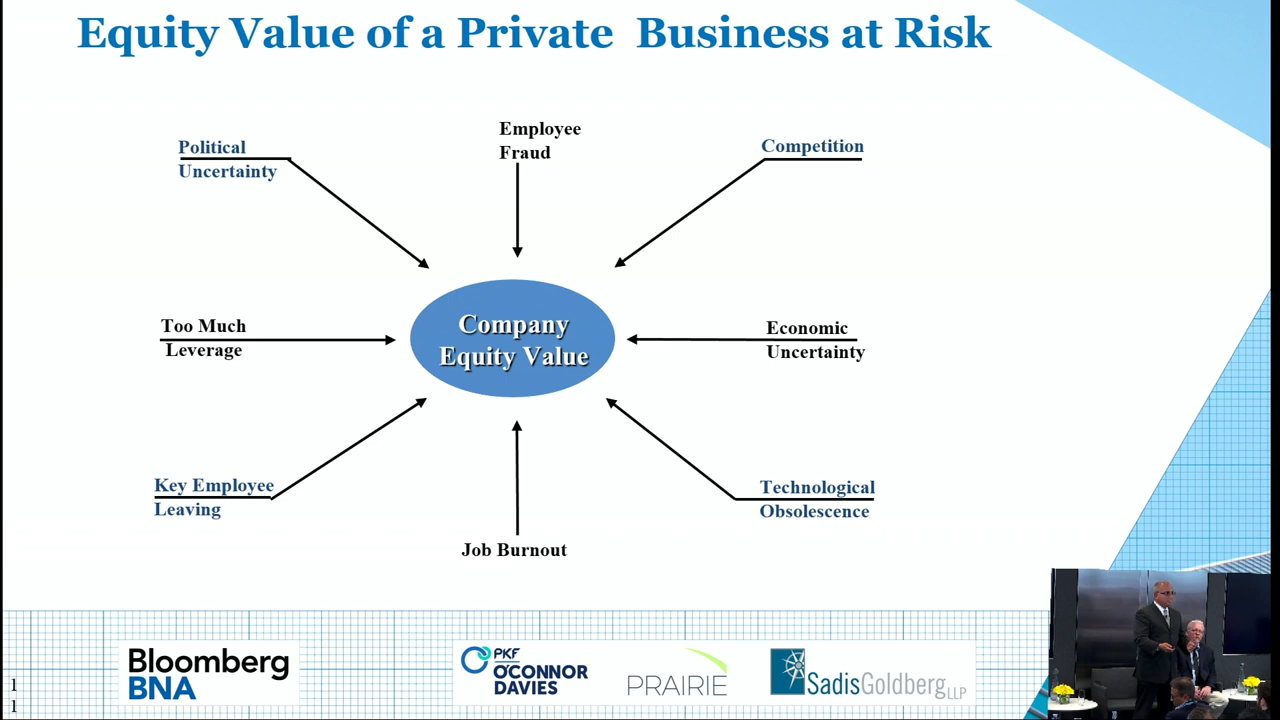 Equity Value of a Private Business at Risk
Employee
Fraud
Political
Uncertainty
Competition
Too Much
Leverage
Company
Equity Value
Economic
Uncertainty
Key Employee
Leaving
Technological
Obsolescence
Job Burnout
Bloomberg
BNA
PKF
O'CONNOR
DAVIES
PRAIRIE
SadisGoldberg LLP
1
1